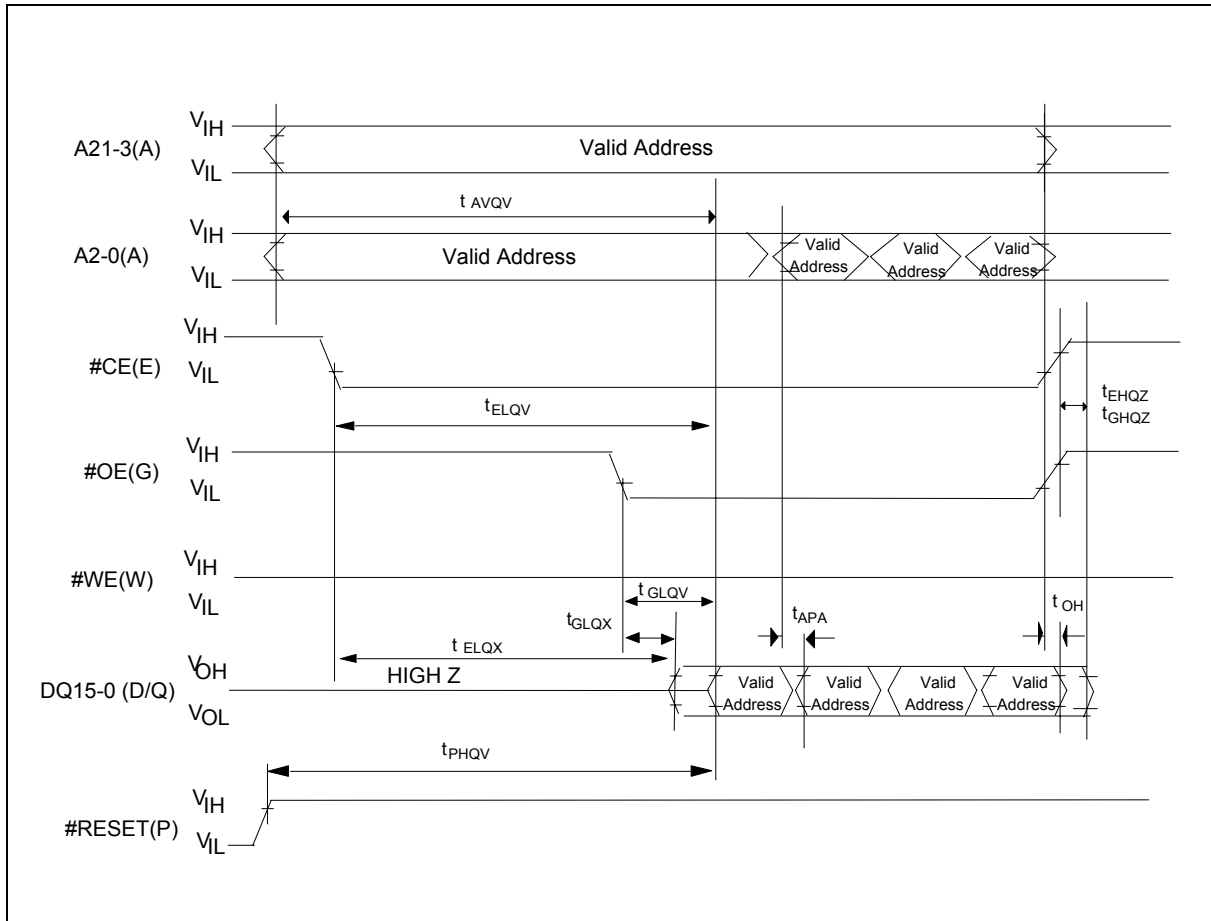 A21-3(A)
VIH
VIL
Valid Address
t AVQV
A2-0(A)
VIH
VIL
Valid Address
Valid
Address
Valid
Address
Valid
Address
#CE(E)
VIH
VIL
tELQV
tEHQZ
tGHQZ
#OE(G)
VIH
VIL
#WE(W)
VIH
VIL
t GLQV
tGLQX
tAPA
t OH
t ELQX
DQ15-0 (D/Q)
VOH
VOL
HIGH Z
Valid
Address
Valid
Address
Valid
Address
Valid
Address
tPHQV
#RESET(P)
VIH
VIL